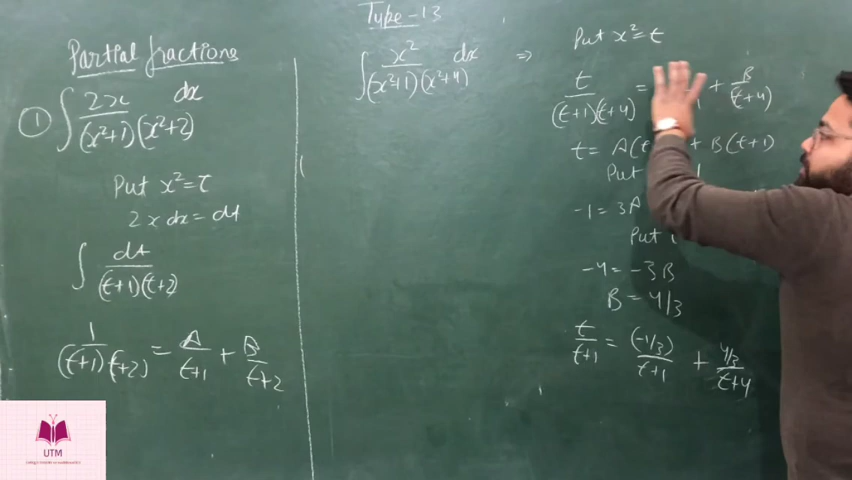 Type-13
Partial fractions
① ∫ 2x/(x²+1)(x²+2) dx
Put x²=t
2x dx = dt
∫ dt/(t+1)(t+2)
1/(t+1)(t+2) = A/t+1 + B/t+2
∫ x²/(x²+1)(x²+4) dx ⇒
Put x²=t
t/(t+1)(t+4) = + B/(t+4)
t = A(t + B(t+1)
Put
-1 = 3A
Put
-4 = -3B
B = 4/3
t/t+1 = (-1/3)/t+1 + 4/3/t+4
UTM